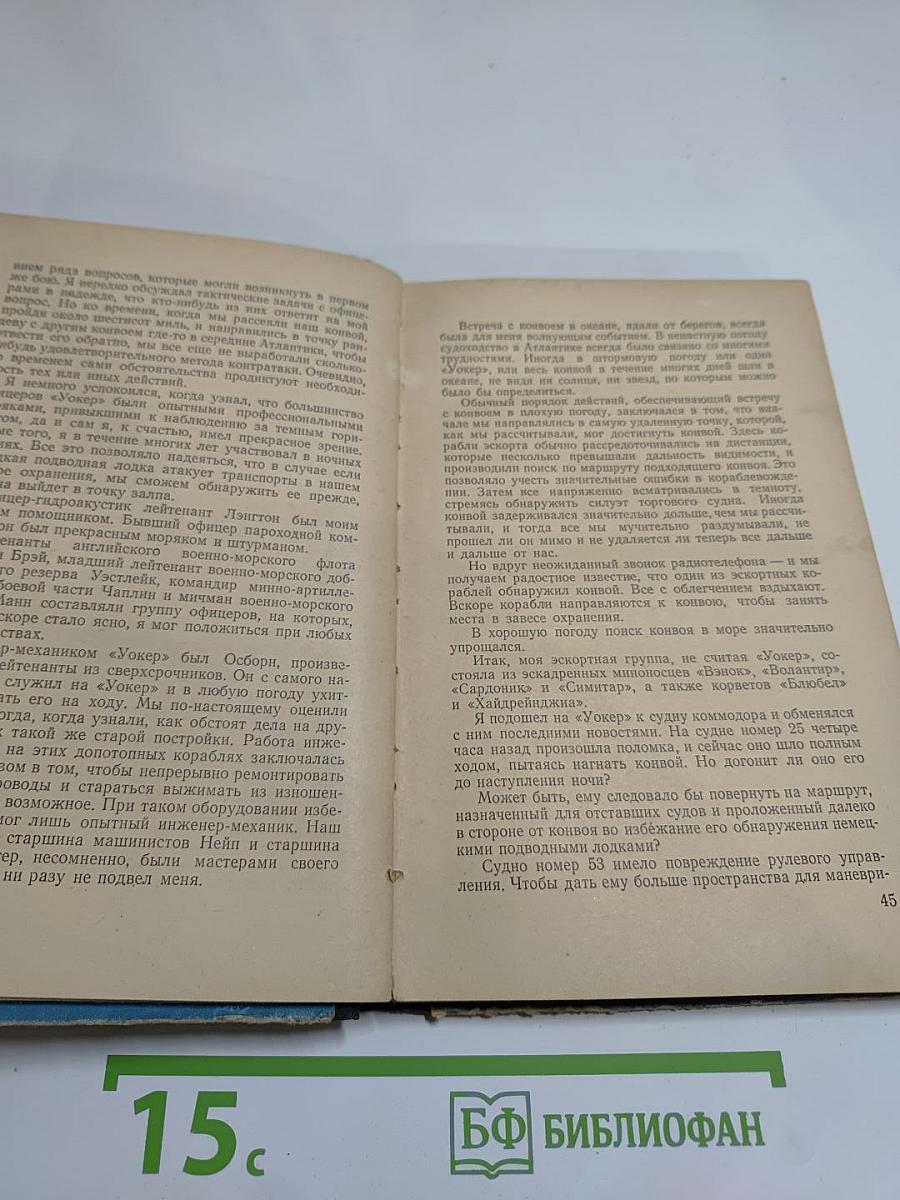 нием ряда вопросов, которые могли возникнуть в первом
же бою. Я нередко обсуждал тактические задачи с офице-
рами в надежде, что кто-нибудь из них ответит на мой
вопрос. Но ко времени, когда мы рассеяли наш конвой,
пройдя около шестисот миль, и направились в точку ран-
деву с другим конвоем где-то в середине Атлантики, чтобы
отвести его обратно, мы все еще не выработали сколько-
нибудь удовлетворительного метода контратаки. Очевидно,
временем сами обстоятельства продиктуют необходи-
ость тех или иных действий.
Я немного успокоился, когда узнал, что большинство
ицеров «Уокер» были опытными профессиональными
ряками, привыкшими к наблюдению за темным гори-
том, да и сам я, к счастью, имел прекрасное зрение.
ме того, я в течение многих лет участвовал в ночных
иях. Все это позволяло надеяться, что в случае если
цкая подводная лодка атакует транспорты в нашем
ре охранения, мы сможем обнаружить ее прежде,
на выйдет в точку залпа.
ицер-гидроакустик лейтенант Лэнгтон был моим
м помощником. Бывший офицер пароходной ком-
он был прекрасным моряком и штурманом.
тенанты английского военно-морского флота
и Брэй, младший лейтенант военно-морского доб-
го резерва Уэстлейк, командир минно-артилле-
боевой части Чаплин и мичман военно-морского
Манн составляли группу офицеров, на которых,
скоре стало ясно, я мог положиться при любых
ствах.
р-механиком «Уокер» был Осборн, произве-
ейтенанты из сверхсрочников. Он с самого на-
служил на «Уокер» и в любую погоду ухит-
ать его на ходу. Мы по-настоящему оценили
огда, когда узнали, как обстоят дела на дру-
х такой же старой постройки. Работа инже-
на этих допотопных кораблях заключалась
зом в том, чтобы непрерывно ремонтировать
роводы и стараться выжимать из изношен-
возможное. При таком оборудовании избе-
мог лишь опытный инженер-механик. Наш
старшина машинистов Нейп и старшина
тер, несомненно, были мастерами своего
ни разу не подвел меня.
Встреча с конвоем в океане, вдали от берегов, всегда
была для меня волнующим событием. В ненастную погоду
судоходство в Атлантике всегда было связано со многими
трудностями. Иногда в штормовую погоду или один
«Уокер», или весь конвой в течение многих дней шли в
океане, не видя ни солнца, ни звезд, по которым можно
было бы определиться.
Обычный порядок действий, обеспечивающий встречу
с конвоем в плохую погоду, заключался в том, что вна-
чале мы направлялись в самую удаленную точку, которой,
как мы рассчитывали, мог достигнуть конвой. Здесь ко-
рабли эскорта обычно рассредоточивались на дистанции,
которые несколько превышали дальность видимости, и
производили поиск по маршруту подходящего конвоя. Это
позволяло учесть значительные ошибки в кораблевожде-
нии. Затем все напряженно всматривались в темноту,
стремясь обнаружить силуэт торгового судна. Иногда
конвой задерживался значительно дольше, чем мы рассчи-
тывали, и тогда все мы мучительно раздумывали, не
прошел ли он мимо и не удаляется ли теперь все дальше
и дальше от нас.
Но вдруг неожиданный звонок радиотелефона — и мы
получаем радостное известие, что один из эскортных ко-
раблей обнаружил конвой. Все с облегчением вздыхают.
Вскоре корабли направляются к конвою, чтобы занять
места в завесе охранения.
В хорошую погоду поиск конвоя в море значительно
упрощался.
Итак, моя эскортная группа, не считая «Уокер», со-
стояла из эскадренных миноносцев «Вэнок», «Волантир»,
«Сардоник» и «Симитар», а также корветов «Блюбел»
и «Хайдрейнджиа».
Я подошел на «Уокер» к судну коммодора и обменялся
с ним последними новостями. На судне номер 25 четыре
часа назад произошла поломка, и сейчас оно шло полным
ходом, пытаясь нагнать конвой. Но догонит ли оно его
до наступления ночи?
Может быть, ему следовало бы повернуть на маршрут,
назначенный для отставших судов и проложенный далеко
в стороне от конвоя во избежание его обнаружения немец-
кими подводными лодками?
Судно номер 53 имело повреждение рулевого управ-
ления. Чтобы дать ему больше пространства для маневри-
45
15 с
БФ БИБЛИОФАН